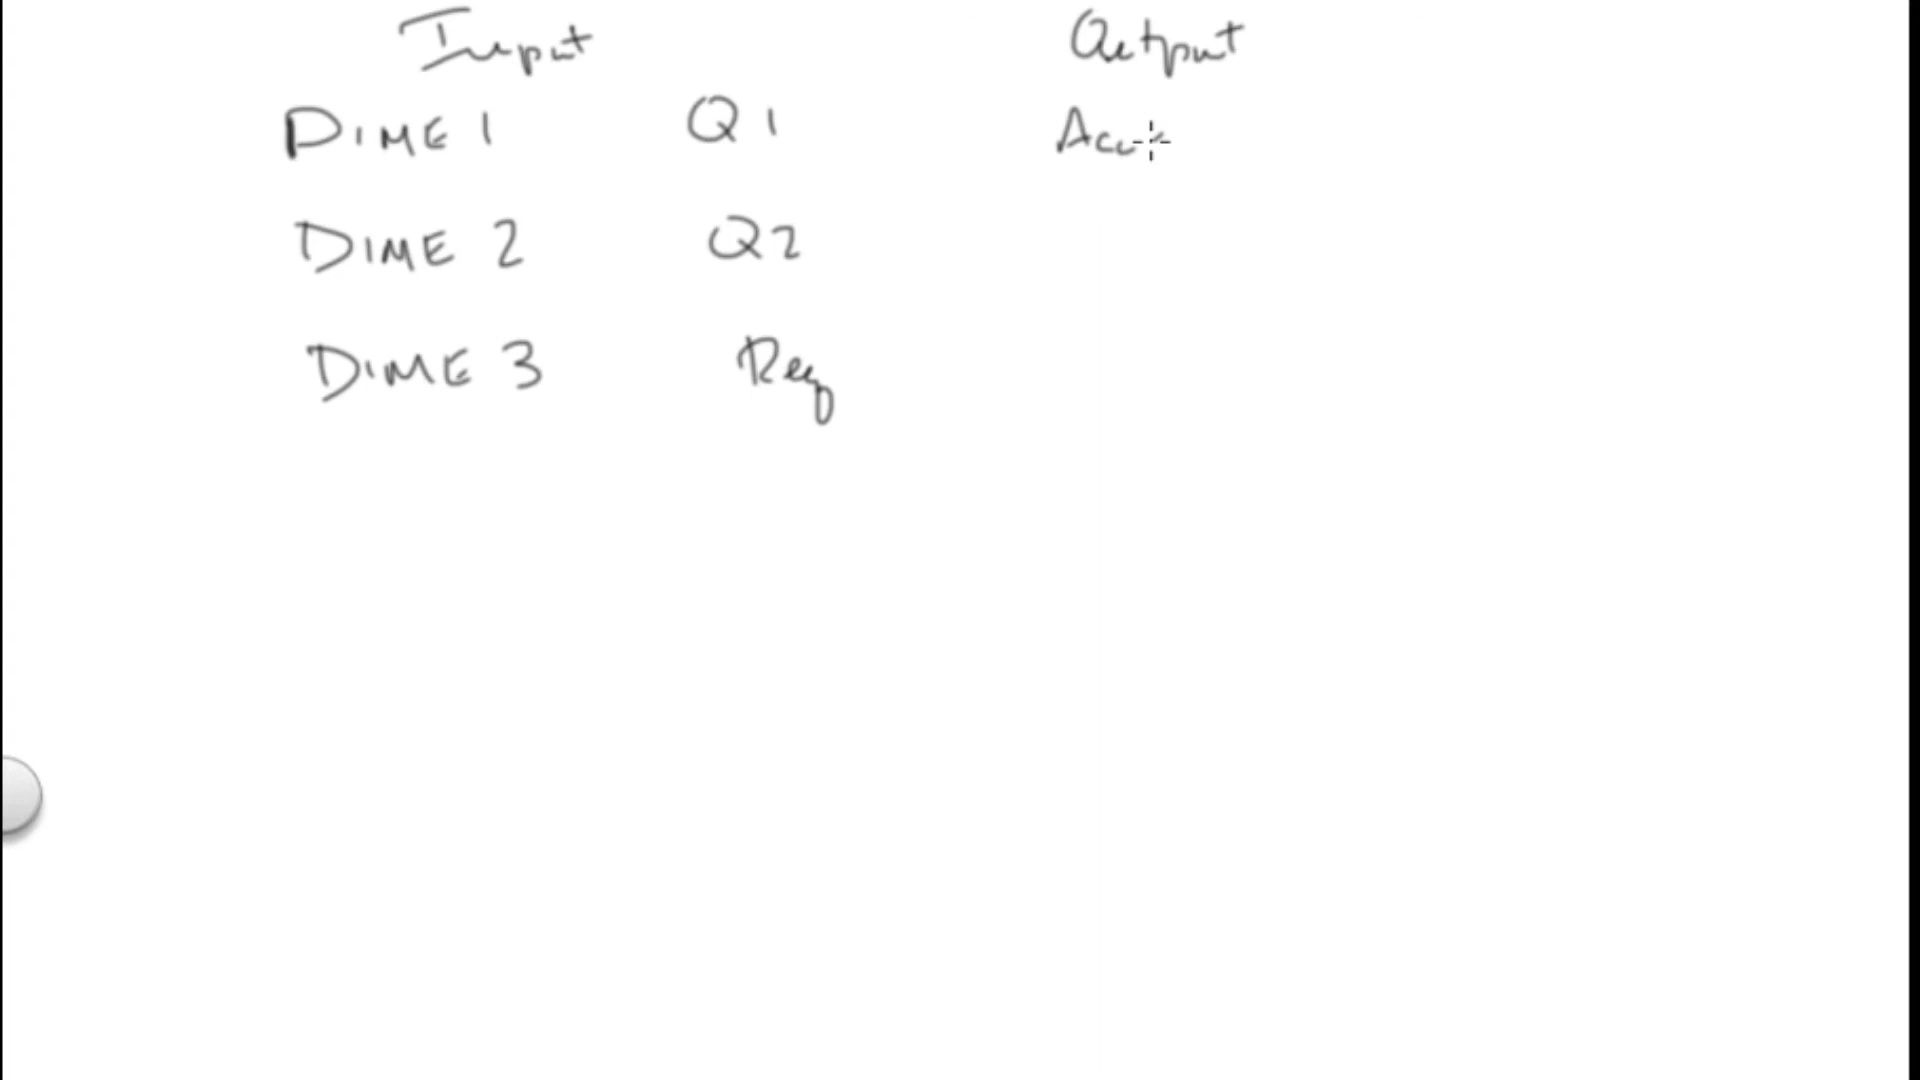 Input Output
DIME 1 Q1
DIME 2 Q2
DIME 3 Req